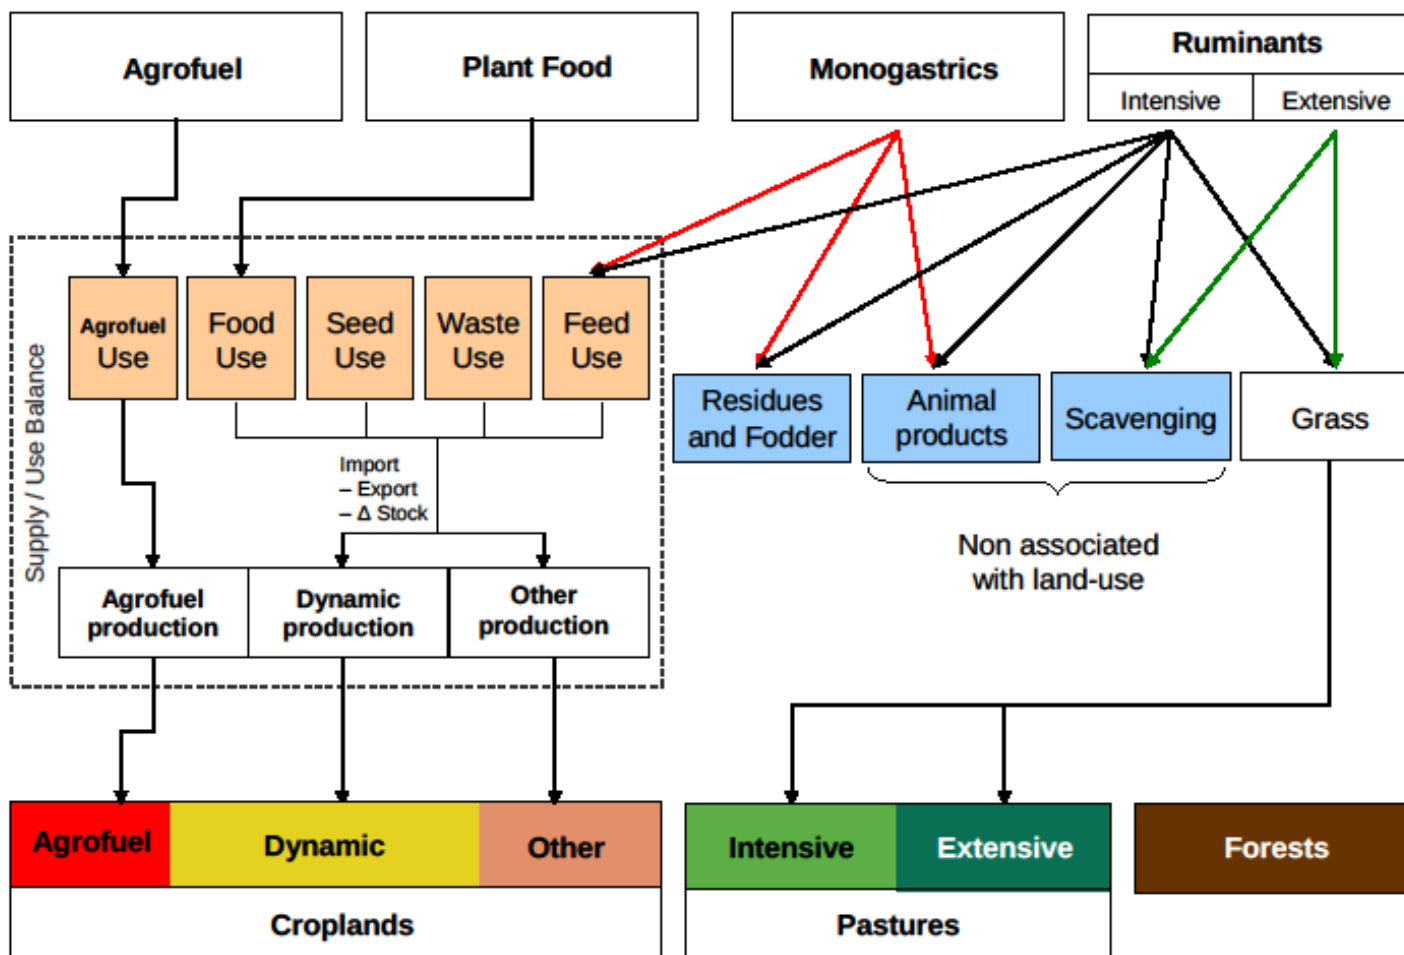 Agrofuel
Plant Food
Monogastrics
Ruminants
Intensive
Extensive
Supply / Use Balance
Agrofuel
Use
Food
Use
Seed
Use
Waste
Use
Feed
Use
Residues
and Fodder
Animal
products
Scavenging
Grass
Import
– Export
– Δ Stock
Non associated
with land-use
Agrofuel
production
Dynamic
production
Other
production
Agrofuel
Dynamic
Other
Croplands
Intensive
Extensive
Pastures
Forests